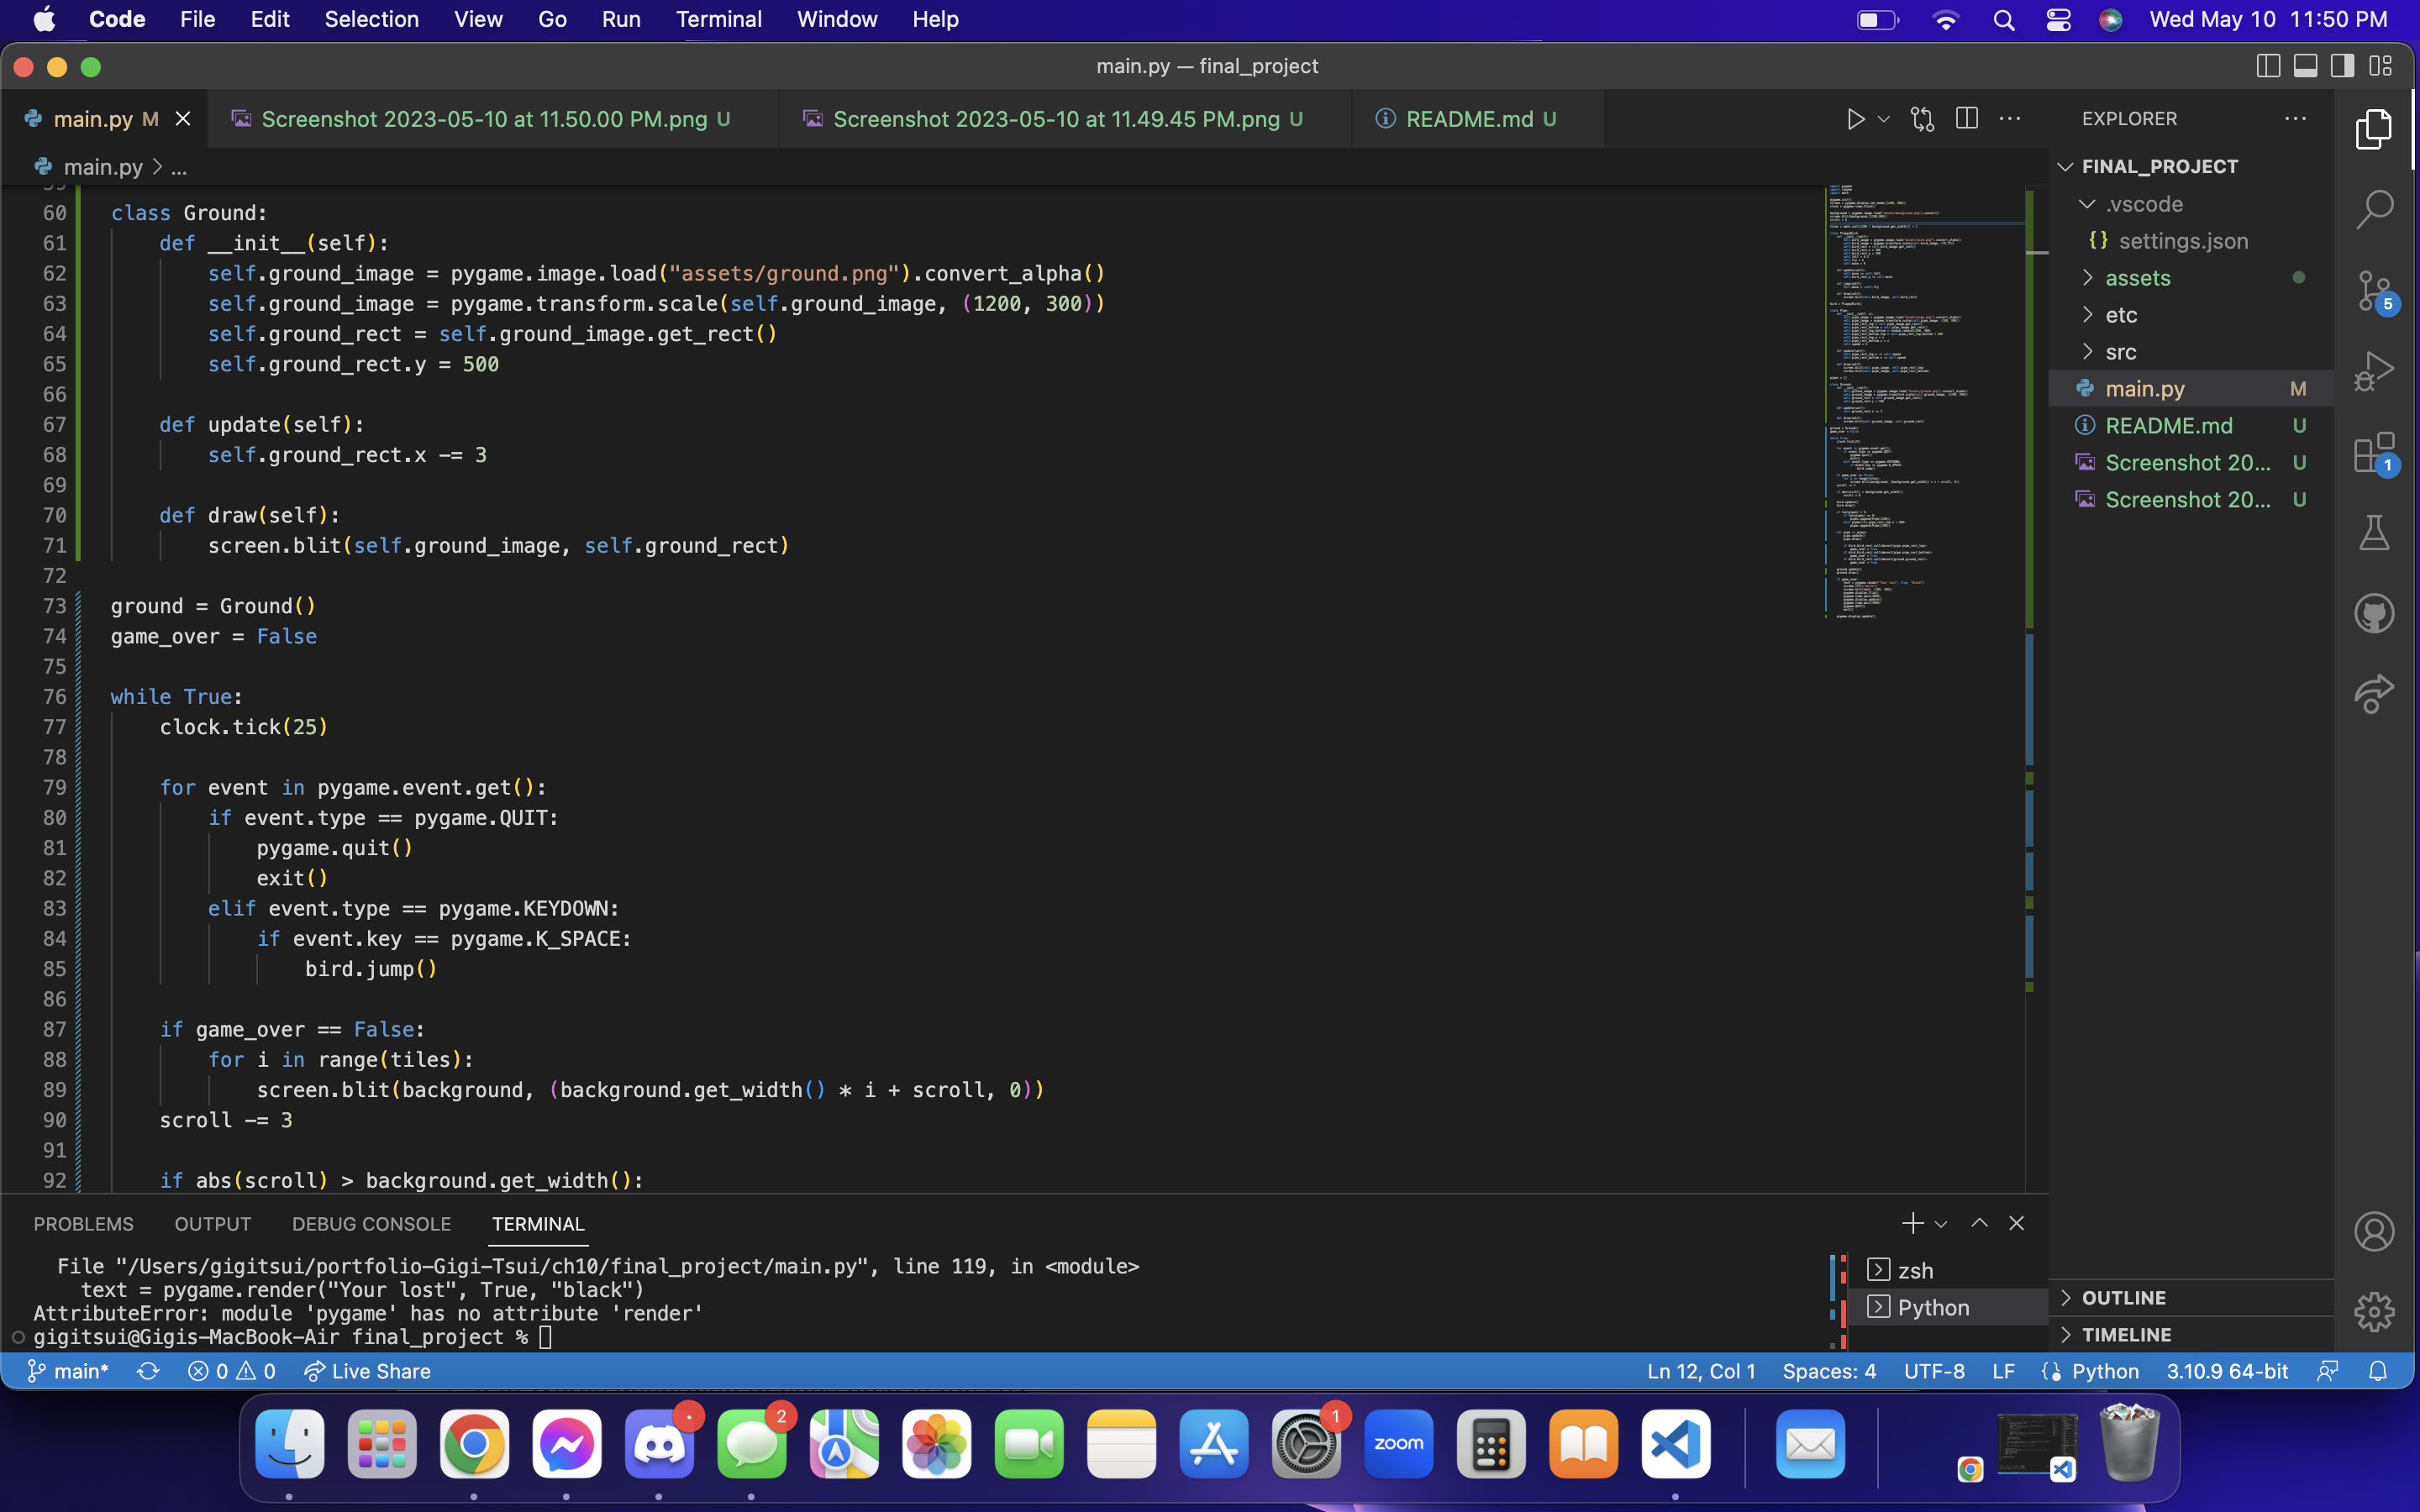 Code File Edit Selection View Go Run Terminal Window Help Wed May 10 11:50 PM
main.py — final_project
main.py M Screenshot 2023-05-10 at 11.50.00 PM.png U Screenshot 2023-05-10 at 11.49.45 PM.png U README.md U
EXPLORER
main.py > ...
FINAL_PROJECT
.vscode
{} settings.json
assets
etc
src
main.py M
README.md U
Screenshot 20... U
Screenshot 20... U
5
1
60 class Ground:
61 def __init__(self):
62 self.ground_image = pygame.image.load("assets/ground.png").convert_alpha()
63 self.ground_image = pygame.transform.scale(self.ground_image, (1200, 300))
64 self.ground_rect = self.ground_image.get_rect()
65 self.ground_rect.y = 500
66
67 def update(self):
68 self.ground_rect.x -= 3
69
70 def draw(self):
71 screen.blit(self.ground_image, self.ground_rect)
72
73 ground = Ground()
74 game_over = False
75
76 while True:
77 clock.tick(25)
78
79 for event in pygame.event.get():
80 if event.type == pygame.QUIT:
81 pygame.quit()
82 exit()
83 elif event.type == pygame.KEYDOWN:
84 if event.key == pygame.K_SPACE:
85 bird.jump()
86
87 if game_over == False:
88 for i in range(tiles):
89 screen.blit(background, (background.get_width() * i + scroll, 0))
90 scroll -= 3
91
92 if abs(scroll) > background.get_width():
PROBLEMS OUTPUT DEBUG CONSOLE TERMINAL
File "/Users/gigitsui/portfolio-Gigi-Tsui/ch10/final_project/main.py", line 119, in <module>
text = pygame.render("Your lost", True, "black")
AttributeError: module 'pygame' has no attribute 'render'
gigitsui@Gigis-MacBook-Air final_project %
zsh
Python
OUTLINE
TIMELINE
main* 0 0 Live Share Ln 12, Col 1 Spaces: 4 UTF-8 LF {} Python 3.10.9 64-bit
2
1
zoom